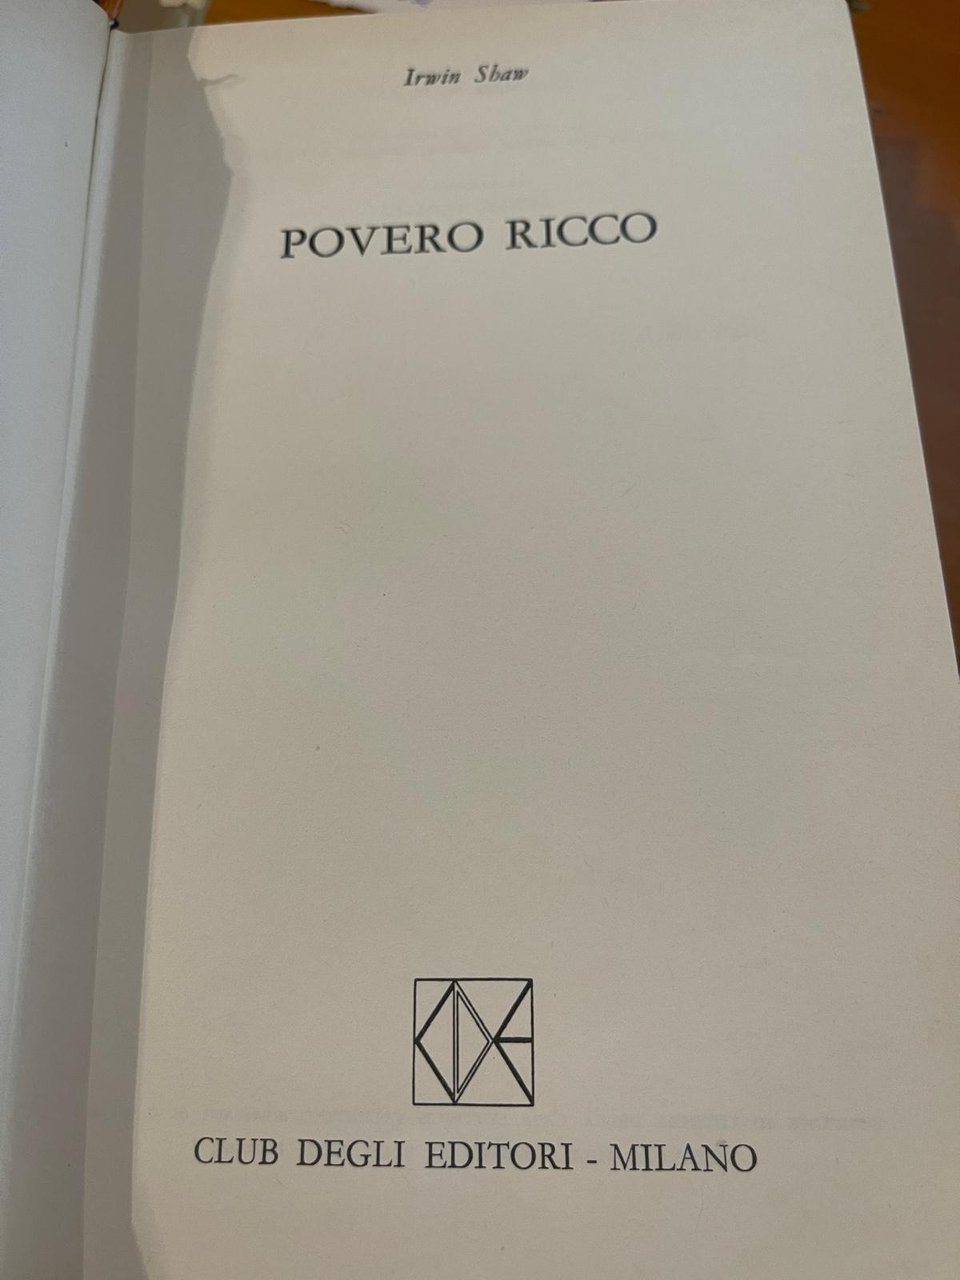 Irwin Shaw
POVERO RICCO
CLUB DEGLI EDITORI - MILANO